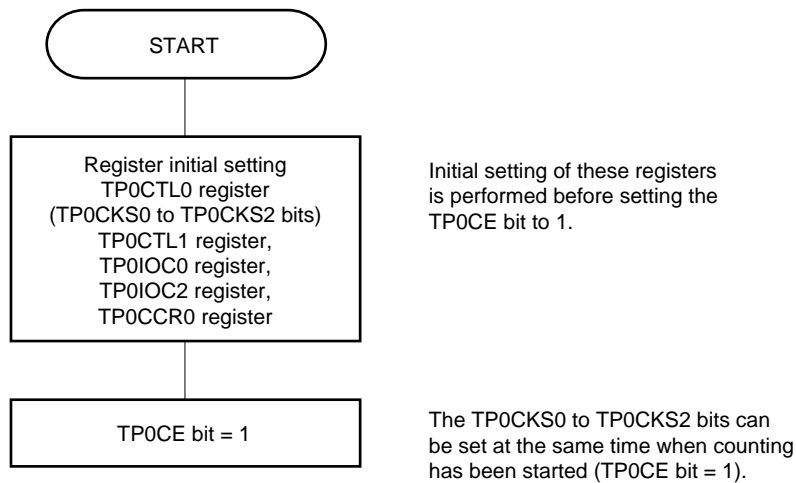 START
Register initial setting
TP0CTL0 register
(TP0CKS0 to TP0CKS2 bits)
TP0CTL1 register,
TP0IOC0 register,
TP0IOC2 register,
TP0CCR0 register
Initial setting of these registers
is performed before setting the
TP0CE bit to 1.
TP0CE bit = 1
The TP0CKS0 to TP0CKS2 bits can
be set at the same time when counting
has been started (TP0CE bit = 1).